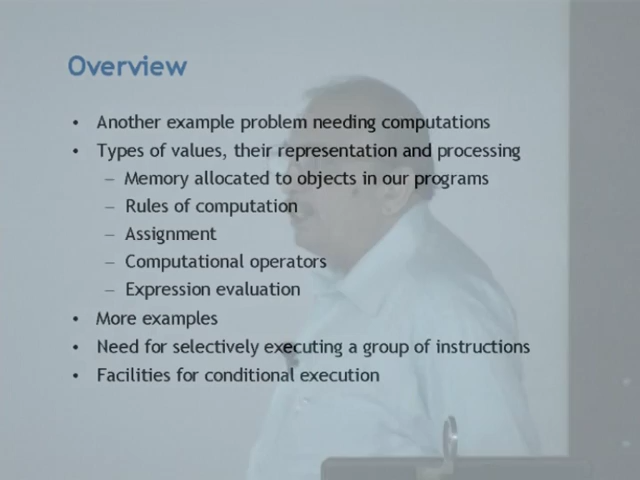 Overview
• Another example problem needing computations
• Types of values, their representation and processing
– Memory allocated to objects in our programs
– Rules of computation
– Assignment
– Computational operators
– Expression evaluation
• More examples
• Need for selectively executing a group of instructions
• Facilities for conditional execution